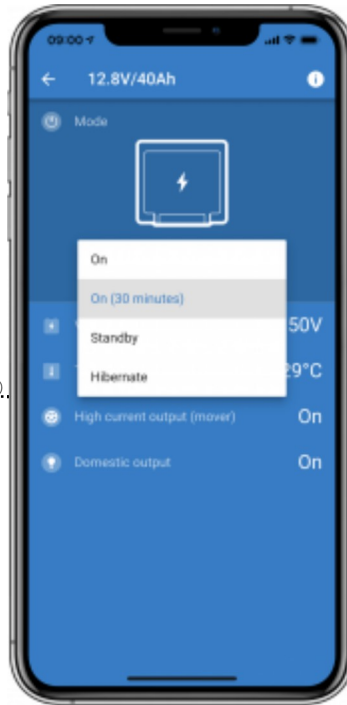 09:00
12.8V/40Ah
Mode
On
On (30 minutes)
Standby
Hibernate
50V
29°C
High current output (mover)
On
Domestic output
On